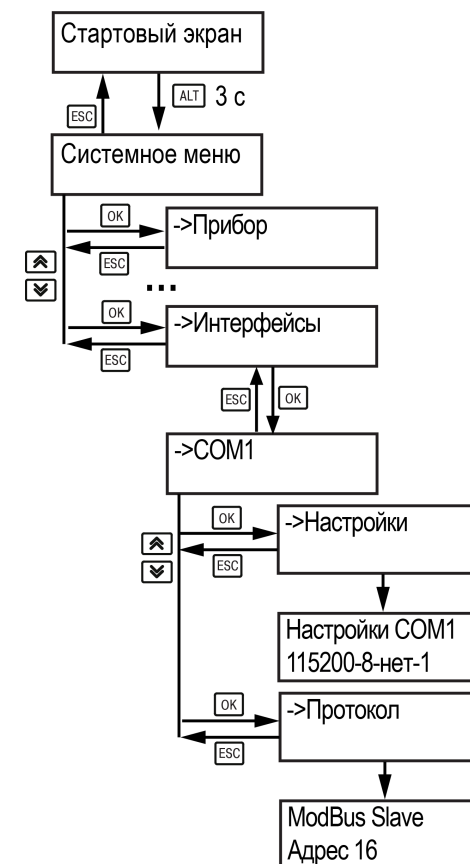 Стартовый экран
ESC
ALT 3 с
Системное меню
OK
->Прибор
ESC
...
OK
->Интерфейсы
ESC
ESC
OK
->COM1
OK
->Настройки
ESC
Настройки COM1
115200-8-нет-1
OK
->Протокол
ESC
ModBus Slave
Адрес 16